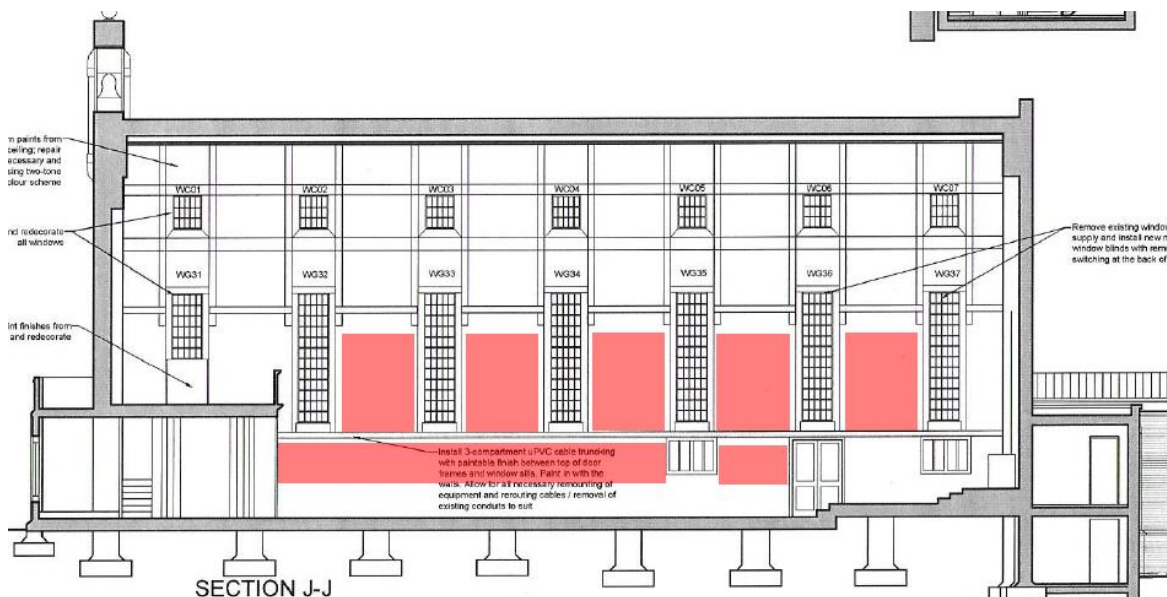 m paints from
ceiling; repair
ecessary and
sing two-tone
olour scheme
WC01 WC02 WC03 WC04 WC05 WC06 WC07
nd redecorate
all windows
Remove existing window
supply and install new m
window blinds with remo
switching at the back of
WG31 WG32 WG33 WG34 WG35 WG36 WG37
int finishes from
and redecorate
Install 3-compartment uPVC cable truncking
with paintable finish between top of door
frames and window sills. Paint in with the
walls. Allow for all necessary remounting of
equipment and rerouting cables / removal of
existing conduits to suit
SECTION J-J